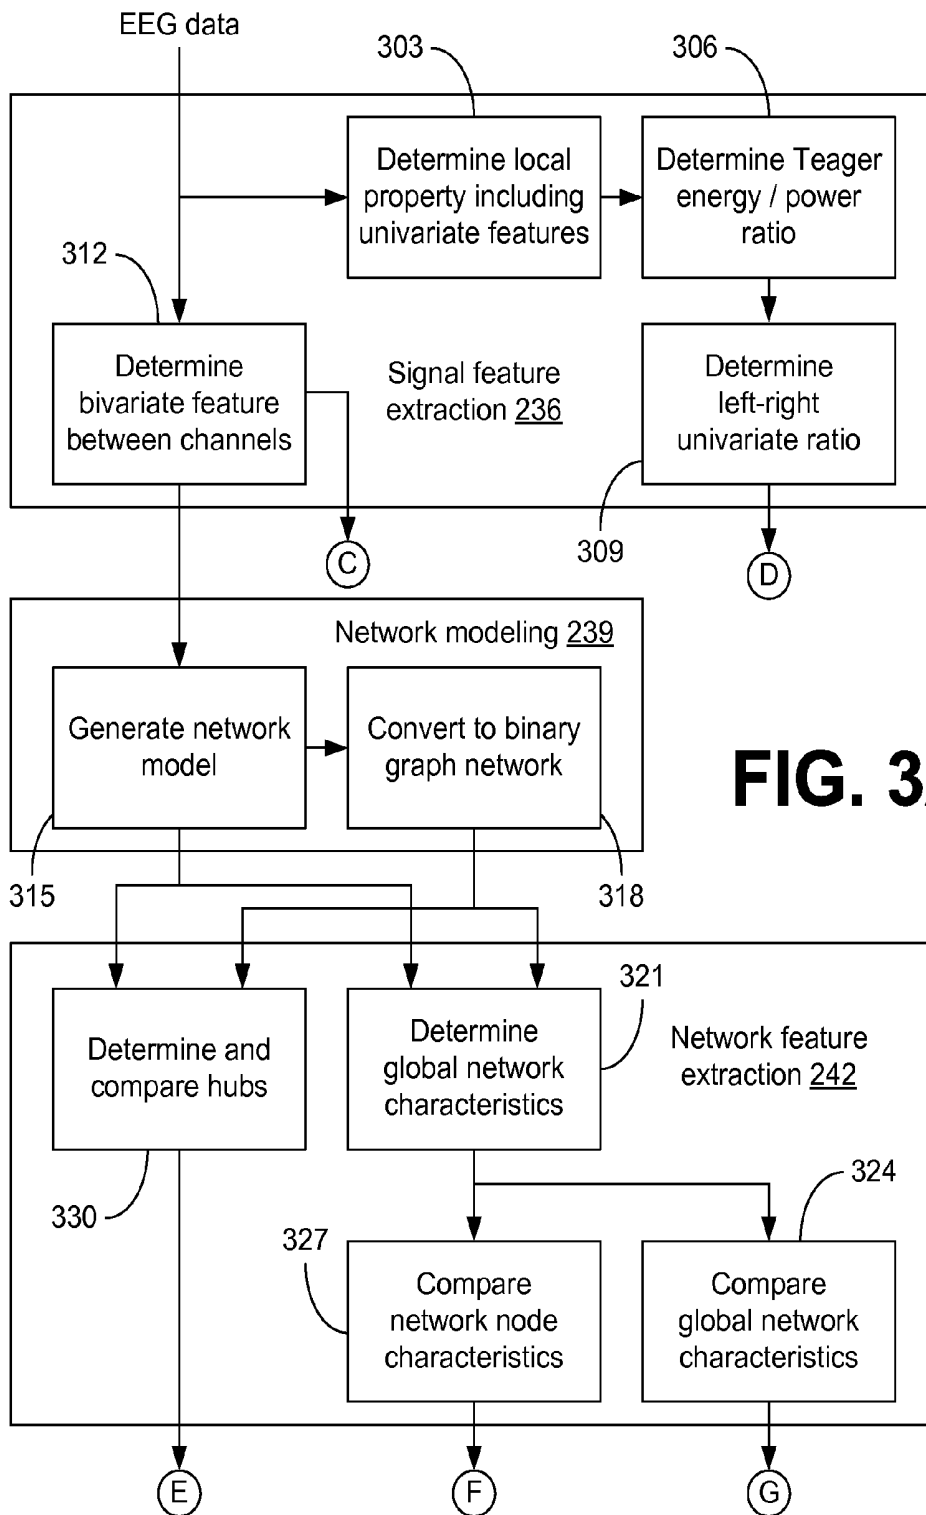 EEG data
303
306
Determine local
property including
univariate features
Determine Teager
energy / power
ratio
312
Determine
bivariate feature
between channels
Signal feature
extraction 236
Determine
left-right
univariate ratio
309
C
D
Network modeling 239
Generate network
model
Convert to binary
graph network
FIG. 3
315
318
321
Determine and
compare hubs
Determine
global network
characteristics
Network feature
extraction 242
330
327
324
Compare
network node
characteristics
Compare
global network
characteristics
E
F
G